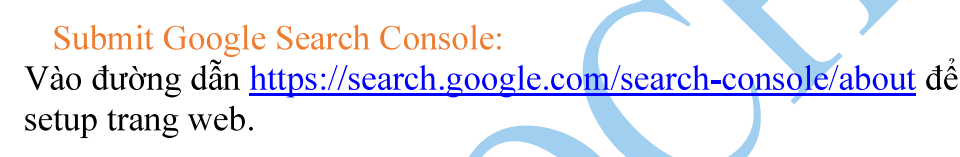 Submit Google Search Console:
Vào đường dẫn https://search.google.com/search-console/about để
setup trang web.